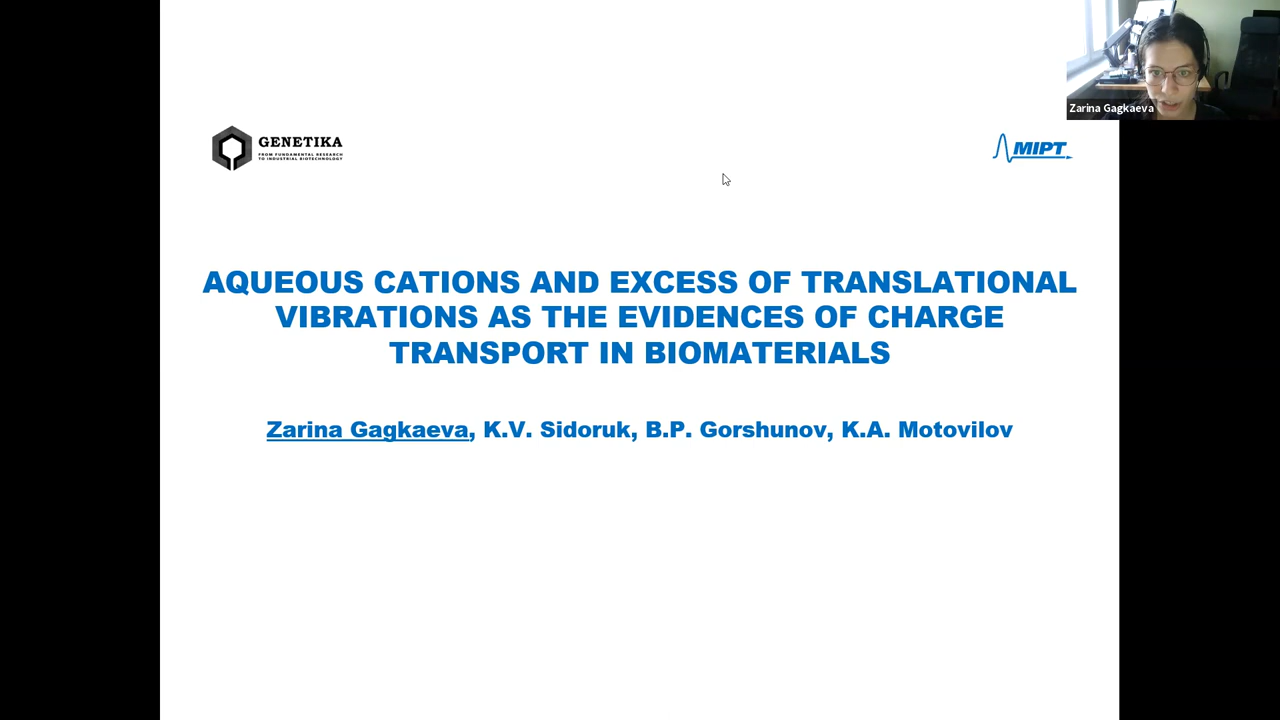 Zarina Gagkaeva
GENETIKA
FROM FUNDAMENTAL RESEARCH
TO INDUSTRIAL BIOTECHNOLOGY
MIPT
AQUEOUS CATIONS AND EXCESS OF TRANSLATIONAL
VIBRATIONS AS THE EVIDENCES OF CHARGE
TRANSPORT IN BIOMATERIALS
Zarina Gagkaeva, K.V. Sidoruk, B.P. Gorshunov, K.A. Motovilov